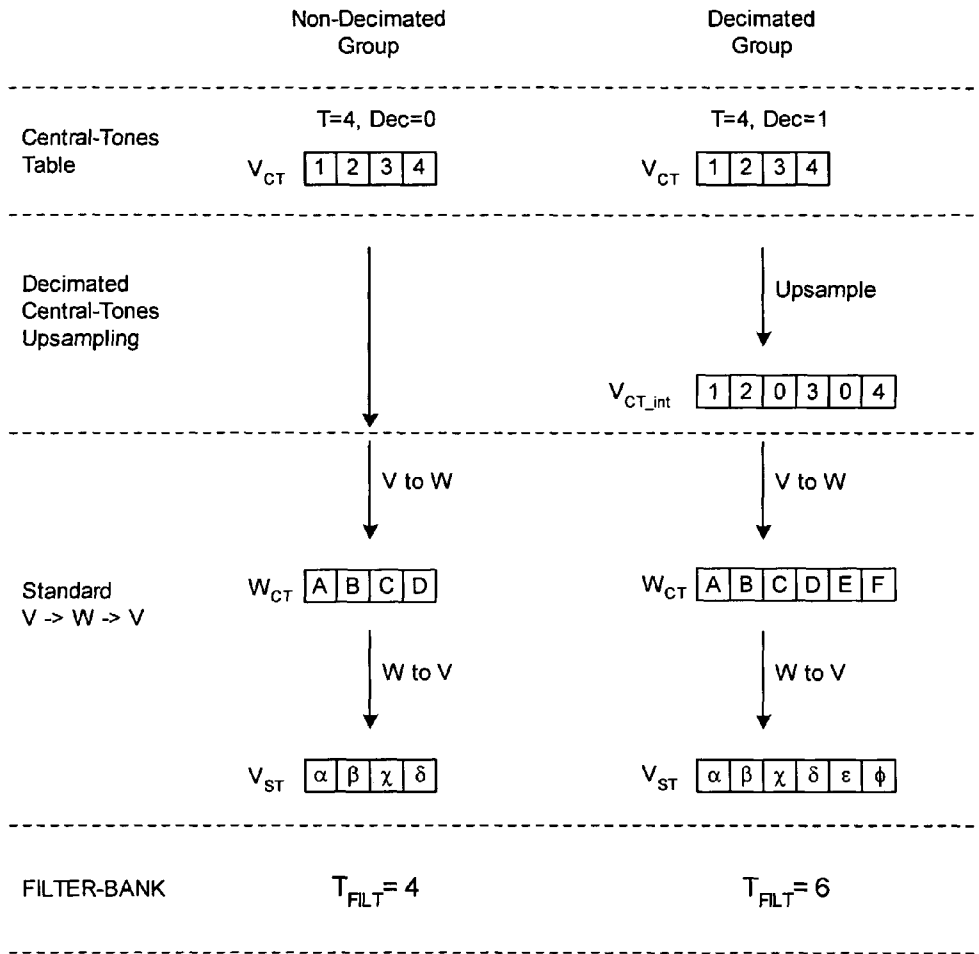 Non-Decimated
Group
Decimated
Group
Central-Tones
Table
T=4, Dec=0
V_CT 1 2 3 4
T=4, Dec=1
V_CT 1 2 3 4
Decimated
Central-Tones
Upsampling
Upsample
V_CT_int 1 2 0 3 0 4
V to W
V to W
Standard
V -> W -> V
W_CT A B C D
W_CT A B C D E F
W to V
W to V
V_ST α β χ δ
V_ST α β χ δ ε ϕ
FILTER-BANK
T_FILT= 4
T_FILT= 6